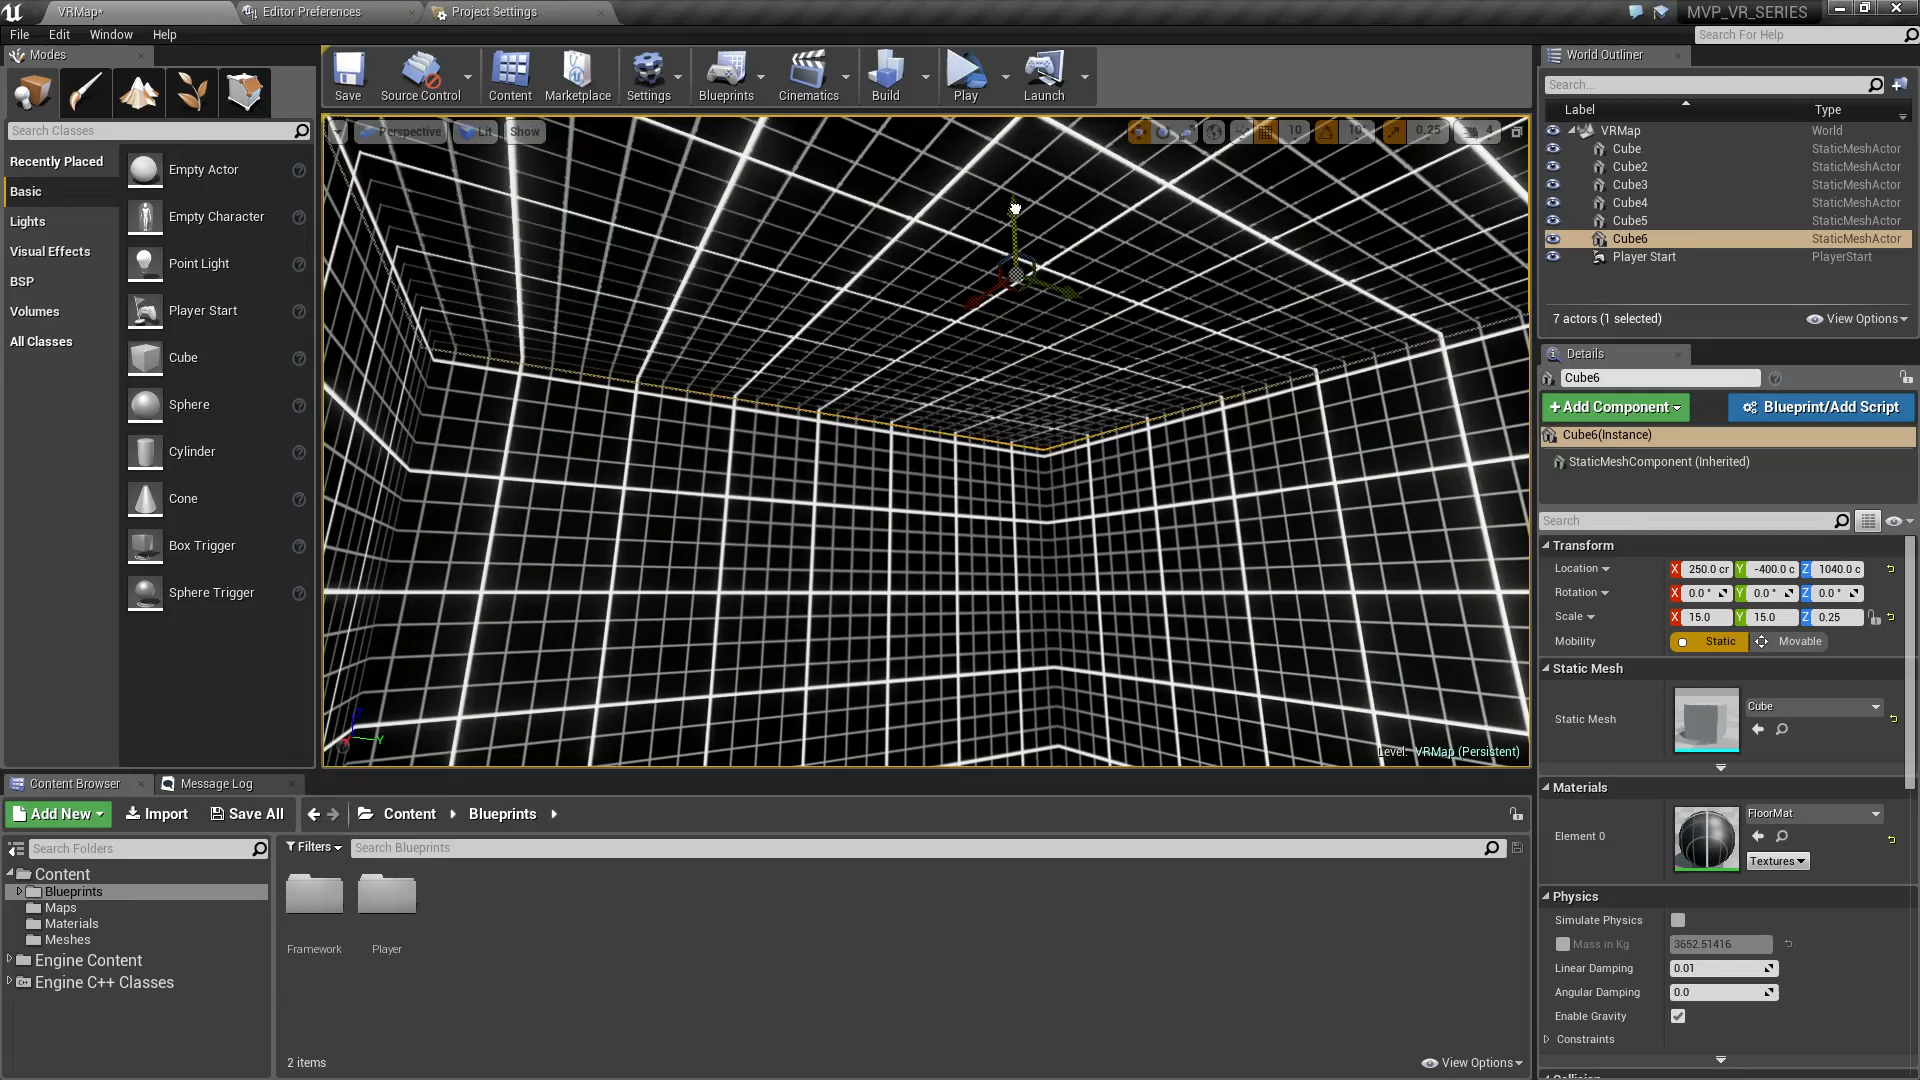 VRMap*
Editor Preferences
Project Settings
MVP_VR_SERIES
File Edit Window Help
Search For Help
Modes
Search Classes
Recently Placed
Basic
Lights
Visual Effects
BSP
Volumes
All Classes
Empty Actor
Empty Character
Point Light
Player Start
Cube
Sphere
Cylinder
Cone
Box Trigger
Sphere Trigger
Save
Source Control
Content
Marketplace
Settings
Blueprints
Cinematics
Build
Play
Launch
Perspective
Lit
Show
10
10°
0.25
4
Y
Level: VRMap (Persistent)
World Outliner
Search...
Label Type
VRMap World
Cube StaticMeshActor
Cube2 StaticMeshActor
Cube3 StaticMeshActor
Cube4 StaticMeshActor
Cube5 StaticMeshActor
Cube6 StaticMeshActor
Player Start PlayerStart
7 actors (1 selected)
View Options
Details
Cube6
+Add Component
Blueprint/Add Script
Cube6(Instance)
StaticMeshComponent (Inherited)
Search
Transform
Location X 250.0 cr Y -400.0 c Z 1040.0 c
Rotation X 0.0 ° Y 0.0 ° Z 0.0 °
Scale X 15.0 Y 15.0 Z 0.25
Mobility Static Movable
Static Mesh
Static Mesh
Cube
Materials
Element 0
FloorMat
Textures
Physics
Simulate Physics
Mass in Kg 3652.51416
Linear Damping 0.01
Angular Damping 0.0
Enable Gravity
Constraints
Content Browser
Message Log
Add New
Import
Save All
Content
Blueprints
Search Folders
Filters
Search Blueprints
Content
Blueprints
Maps
Materials
Meshes
Engine Content
Engine C++ Classes
Framework
Player
2 items
View Options